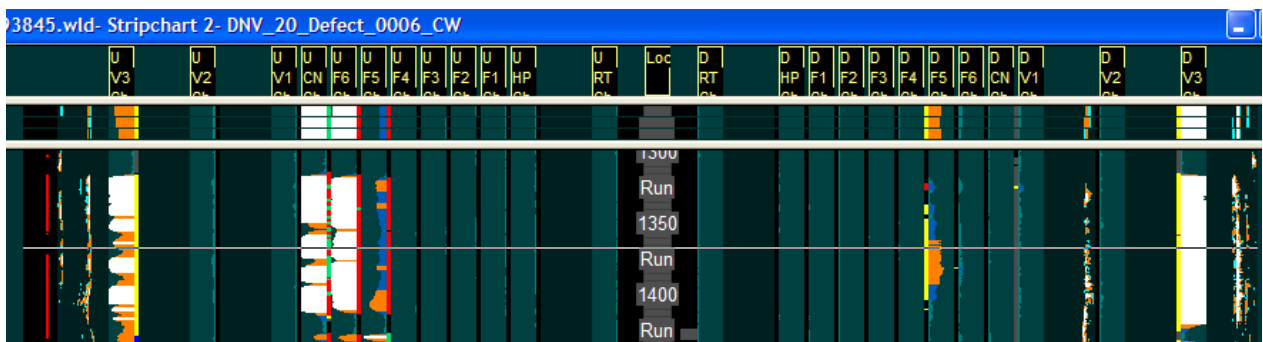 93845.wld- Stripchart 2- DNV_20_Defect_0006_CW
U U U U U U U U U U U U Loc D D D D D D D D D D D D
V3 V2 V1 CN F6 F5 F4 F3 F2 F1 HP RT RT HP F1 F2 F3 F4 F5 F6 CN V1 V2 V3
1300
Run
1350
Run
1400
Run